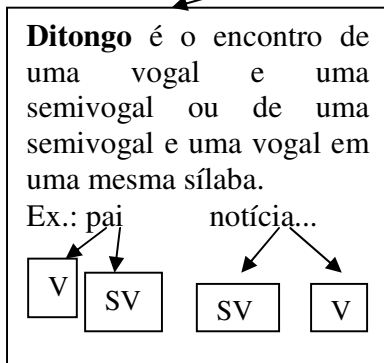 Ditongo é o encontro de
uma vogal e uma
semivogal ou de uma
semivogal e uma vogal em
uma mesma sílaba.
Ex.: pai notícia...
V SV SV V